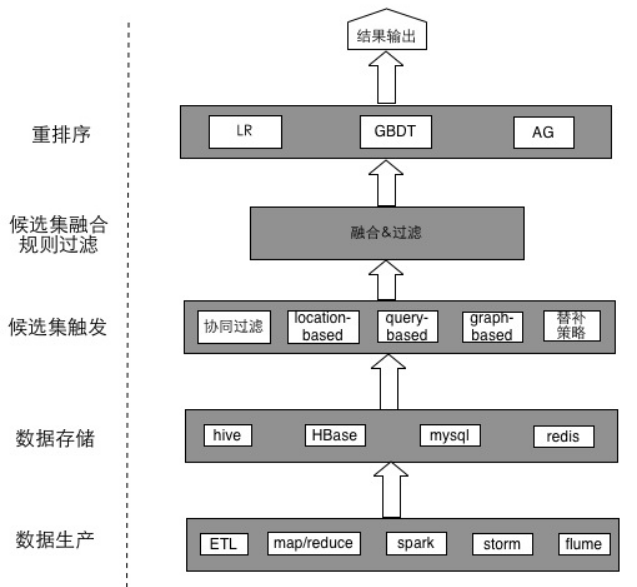 结果输出
重排序
LR
GBDT
AG
候选集融合
规则过滤
融合&过滤
候选集触发
协同过滤
location-
based
query-
based
graph-
based
替补
策略
数据存储
hive
HBase
mysql
redis
数据生产
ETL
map/reduce
spark
storm
flume